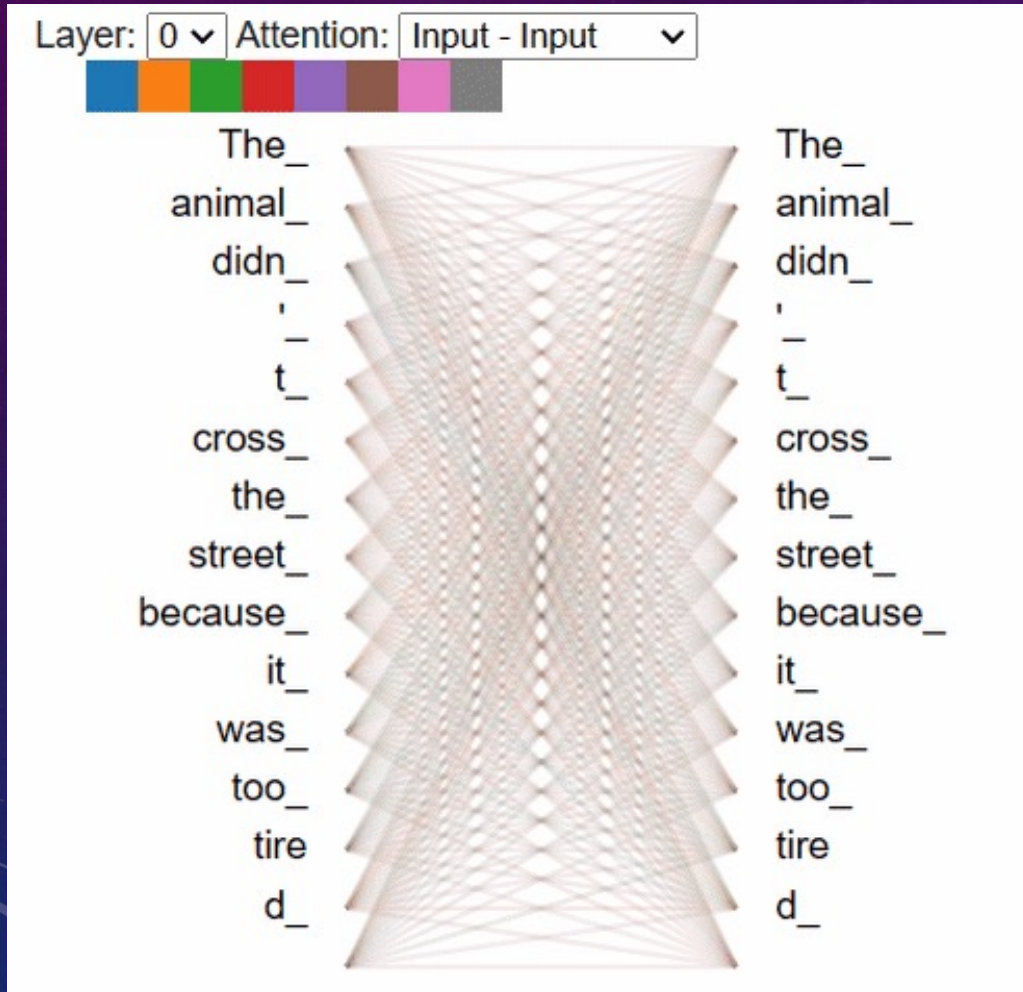 Layer: 0 Attention: Input - Input
The_ The_
animal_ animal_
didn_ didn_
'_ '_
t_ t_
cross_ cross_
the_ the_
street_ street_
because_ because_
it_ it_
was_ was_
too_ too_
tire tire
d_ d_